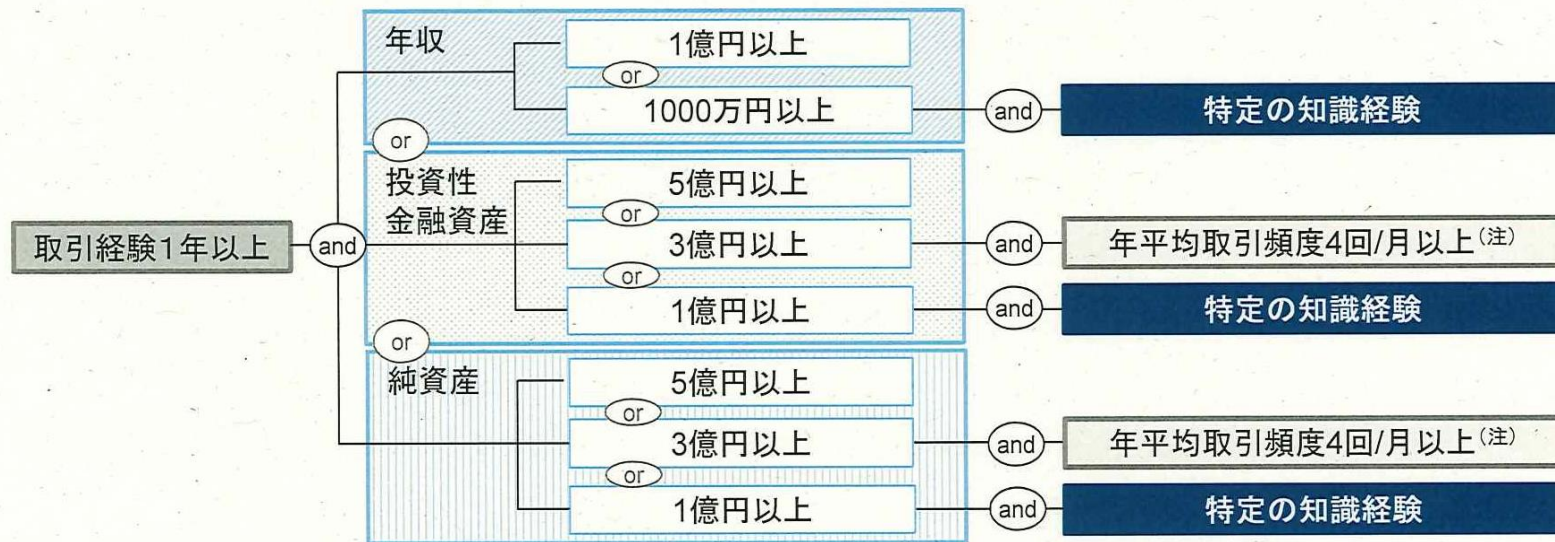 年収
1億円以上
or
1000万円以上
and
特定の知識経験
or
投資性
金融資産
5億円以上
or
取引経験1年以上
and
3億円以上
and
年平均取引頻度4回/月以上(注)
or
1億円以上
and
特定の知識経験
or
純資産
5億円以上
or
3億円以上
and
年平均取引頻度4回/月以上(注)
or
1億円以上
and
特定の知識経験